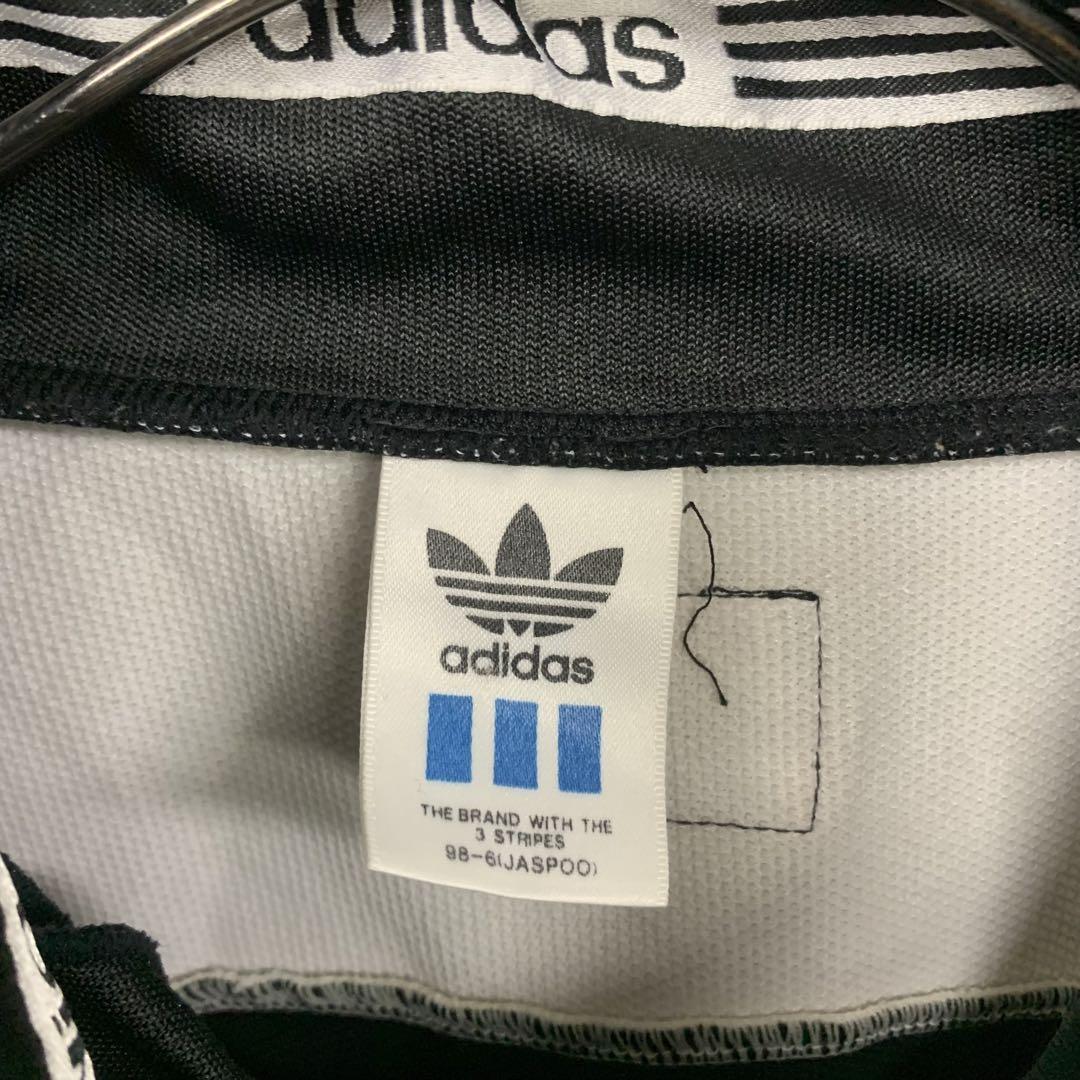 adidas
adidas
THE BRAND WITH THE
3 STRIPES
98-6(JASPOO)